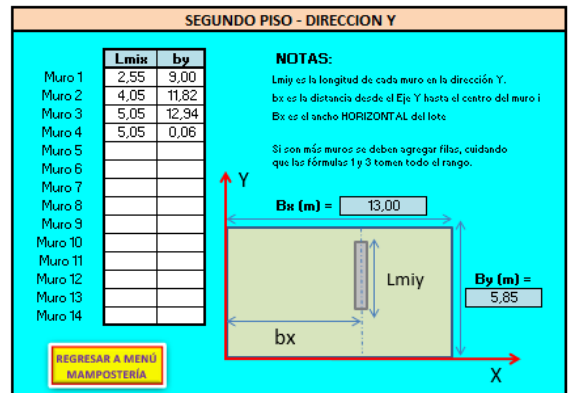 SEGUNDO PISO - DIRECCION Y
Lmix by
Muro 1 2,55 9,00
Muro 2 4,05 11,82
Muro 3 5,05 12,94
Muro 4 5,05 0,06
Muro 5
Muro 6
Muro 7
Muro 8
Muro 9
Muro 10
Muro 11
Muro 12
Muro 13
Muro 14
REGRESAR A MENÚ
MAMPOSTERÍA
NOTAS:
Lmiy es la longitud de cada muro en la dirección Y.
bx es la distancia desde el Eje Y hasta el centro del muro i
Bx es el ancho HORIZONTAL del lote
Si son más muros se deben agregar filas, cuidando
que las fórmulas 1 y 3 tomen todo el rango.
Y
Bx (m) = 13,00
Lmiy
By (m) =
5,85
bx
X